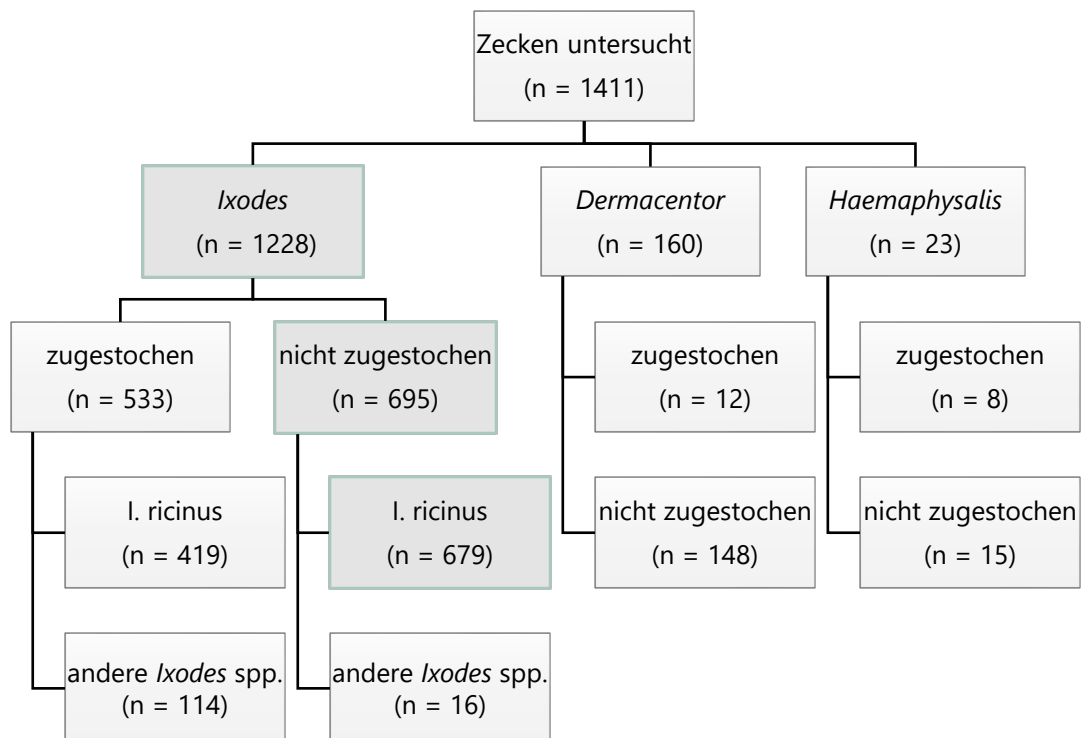 Zecken untersucht
(n = 1411)
Ixodes
(n = 1228)
Dermacentor
(n = 160)
Haemaphysalis
(n = 23)
zugestochen
(n = 533)
nicht zugestochen
(n = 695)
zugestochen
(n = 12)
zugestochen
(n = 8)
I. ricinus
(n = 419)
I. ricinus
(n = 679)
nicht zugestochen
(n = 148)
nicht zugestochen
(n = 15)
andere Ixodes spp.
(n = 114)
andere Ixodes spp.
(n = 16)